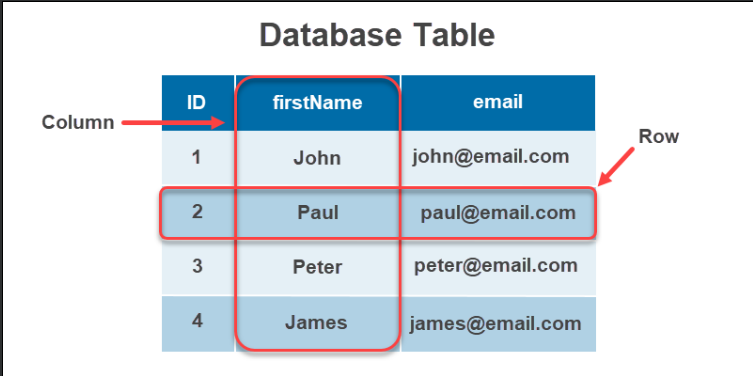 Database Table
ID firstName email
Column
Row
1 John john@email.com
2 Paul paul@email.com
3 Peter peter@email.com
4 James james@email.com